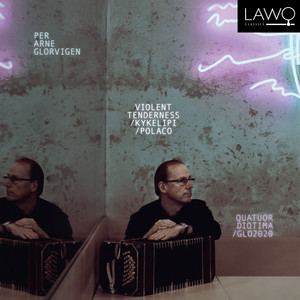 LAWO
CLASSICS
PER
ARNE
GLORVIGEN
VIOLENT
TENDERNESS
/KYKELIPI
/POLACO
QUATUOR
DIOTIMA
/GLO2020